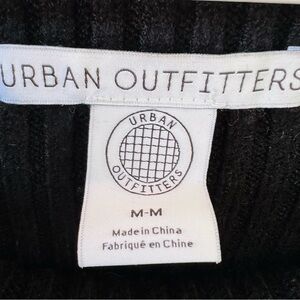 URBAN OUTFITTERS
URBAN
OUTFITTERS
M-M
Made in China
Fabriqué en Chine